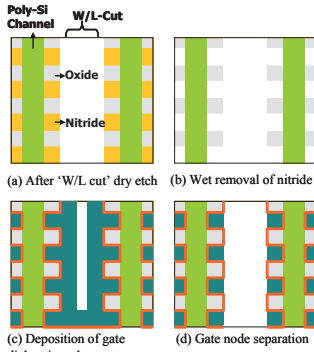 Poly-Si
Channel
W/L-Cut
Oxide
Nitride
(a) After ‘W/L cut’ dry etch
(b) Wet removal of nitride
(c) Deposition of gate
(d) Gate node separation